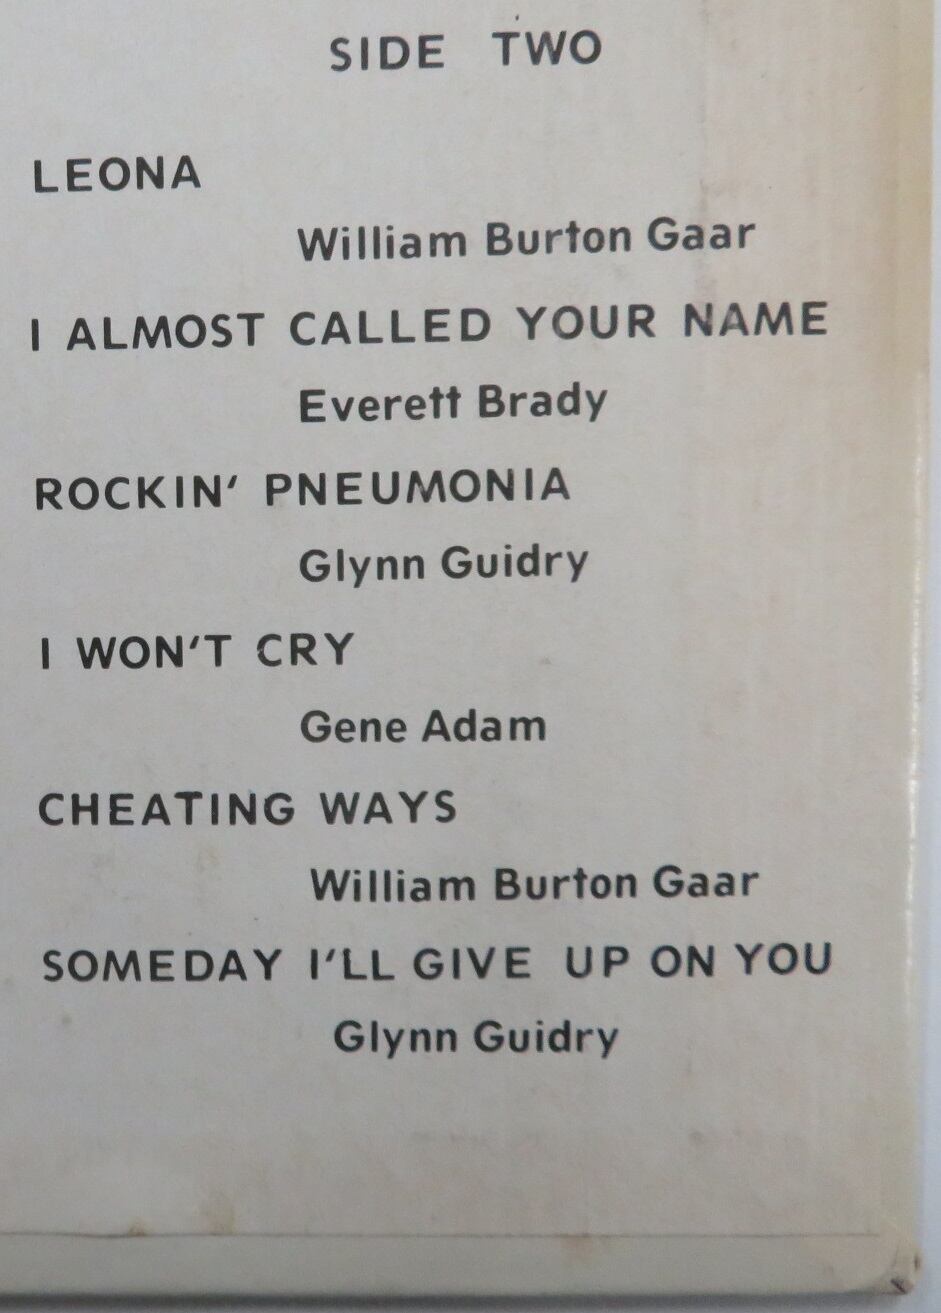 SIDE TWO
LEONA
William Burton Gaar
I ALMOST CALLED YOUR NAME
Everett Brady
ROCKIN' PNEUMONIA
Glynn Guidry
I WON'T CRY
Gene Adam
CHEATING WAYS
William Burton Gaar
SOMEDAY I'LL GIVE UP ON YOU
Glynn Guidry